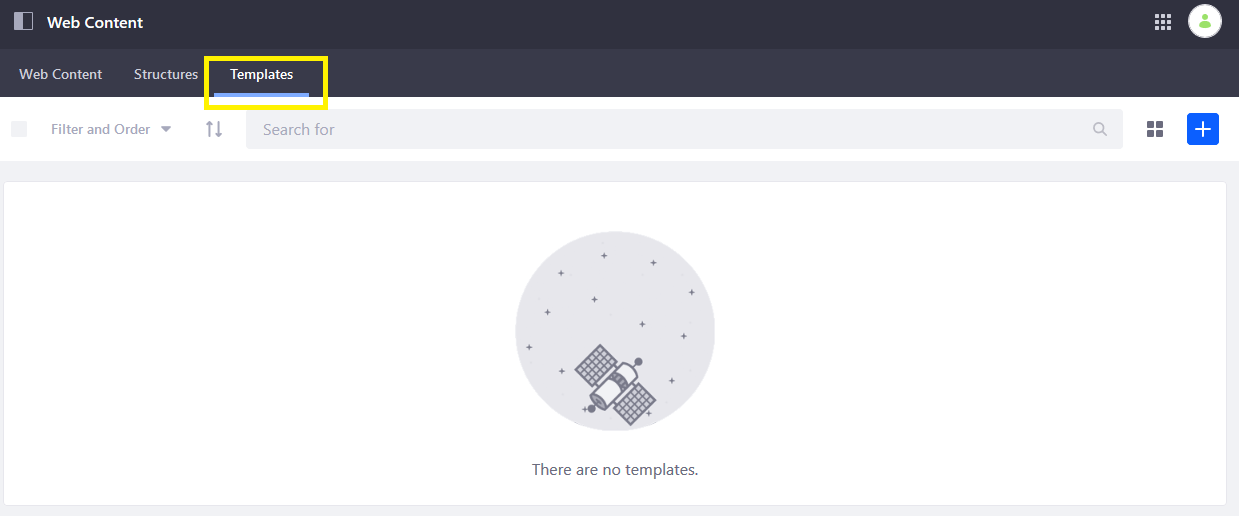 Web Content
Web Content Structures Templates
Filter and Order Search for
There are no templates.